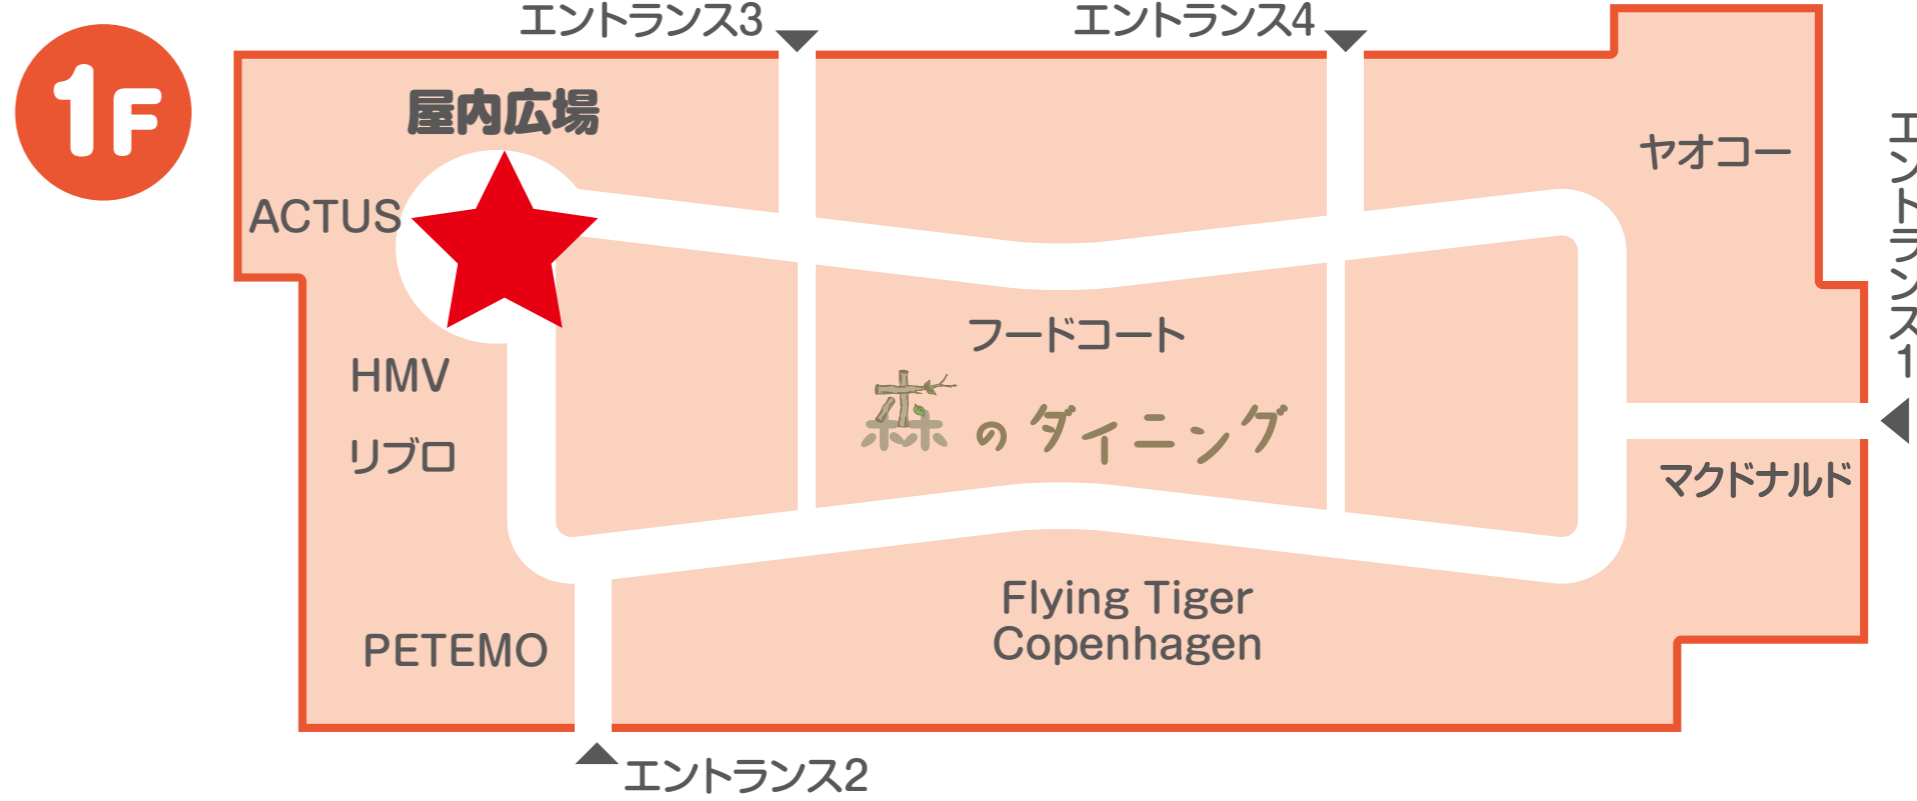 1F
エントランス3
エントランス4
屋内広場
ヤオコー
エントランス1
ACTUS
フードコート
HMV
森のダイニング
リブロ
マクドナルド
Flying Tiger
Copenhagen
PETEMO
エントランス2